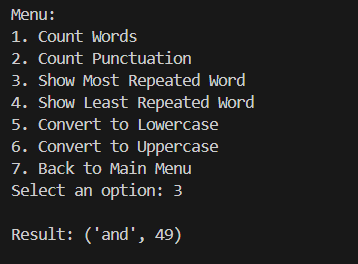 Menu:
1. Count Words
2. Count Punctuation
3. Show Most Repeated Word
4. Show Least Repeated Word
5. Convert to Lowercase
6. Convert to Uppercase
7. Back to Main Menu
Select an option: 3
Result: ('and', 49)